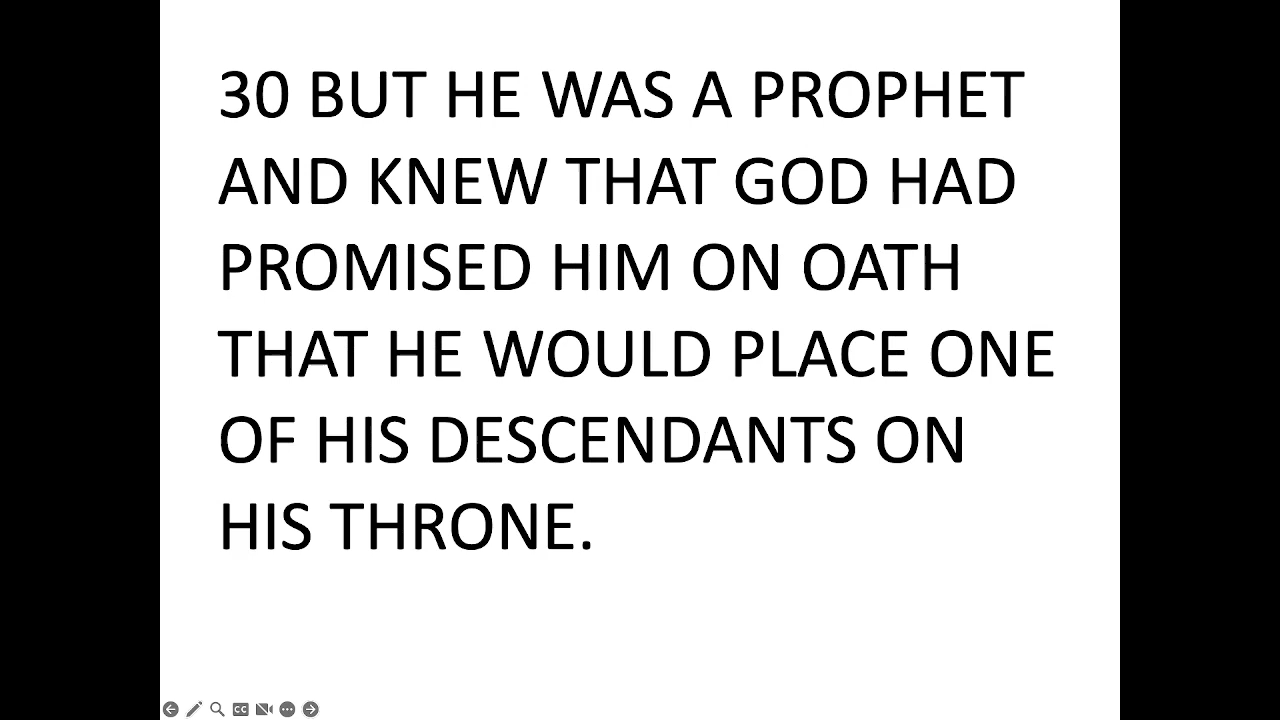 30 BUT HE WAS A PROPHET
AND KNEW THAT GOD HAD
PROMISED HIM ON OATH
THAT HE WOULD PLACE ONE
OF HIS DESCENDANTS ON
HIS THRONE.
CC